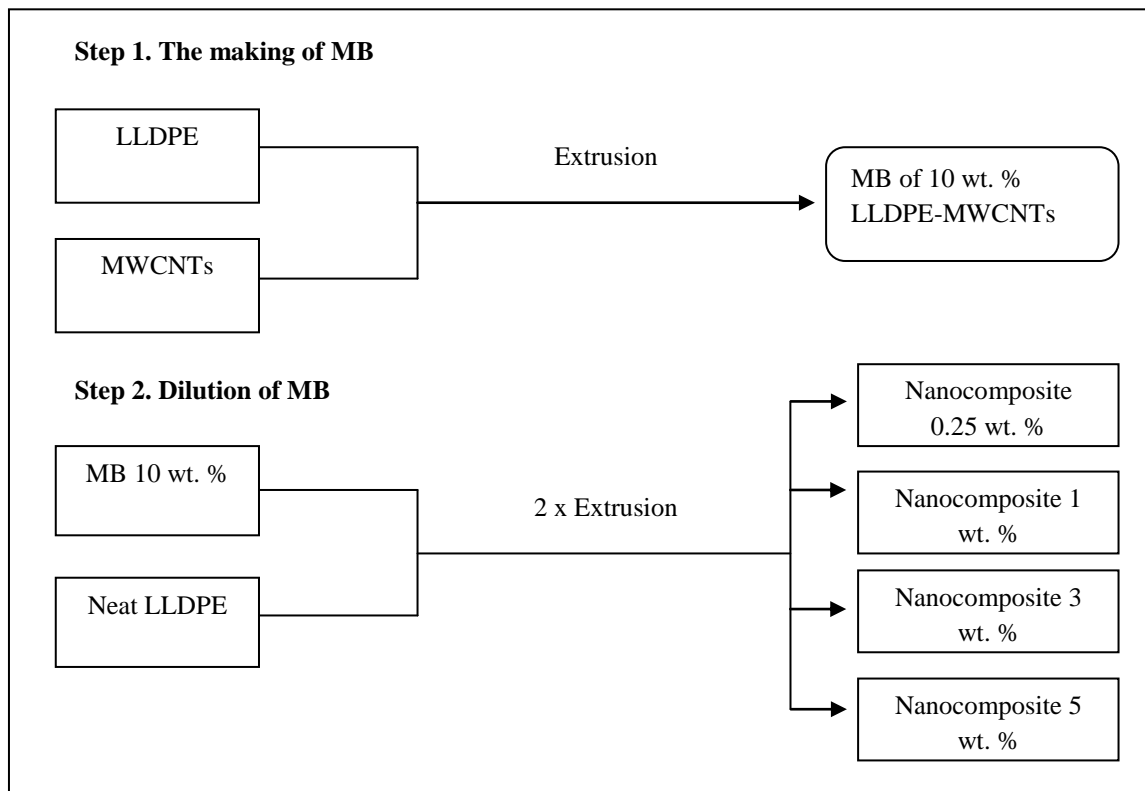 Step 1. The making of MB
LLDPE
Extrusion
MB of 10 wt. %
LLDPE-MWCNTs
MWCNTs
Step 2. Dilution of MB
Nanocomposite
0.25 wt. %
MB 10 wt. %
2 x Extrusion
Nanocomposite 1
wt. %
Neat LLDPE
Nanocomposite 3
wt. %
Nanocomposite 5
wt. %